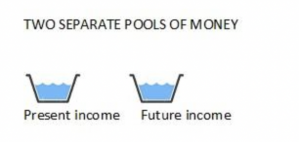 TWO SEPARATE POOLS OF MONEY
Present income Future income